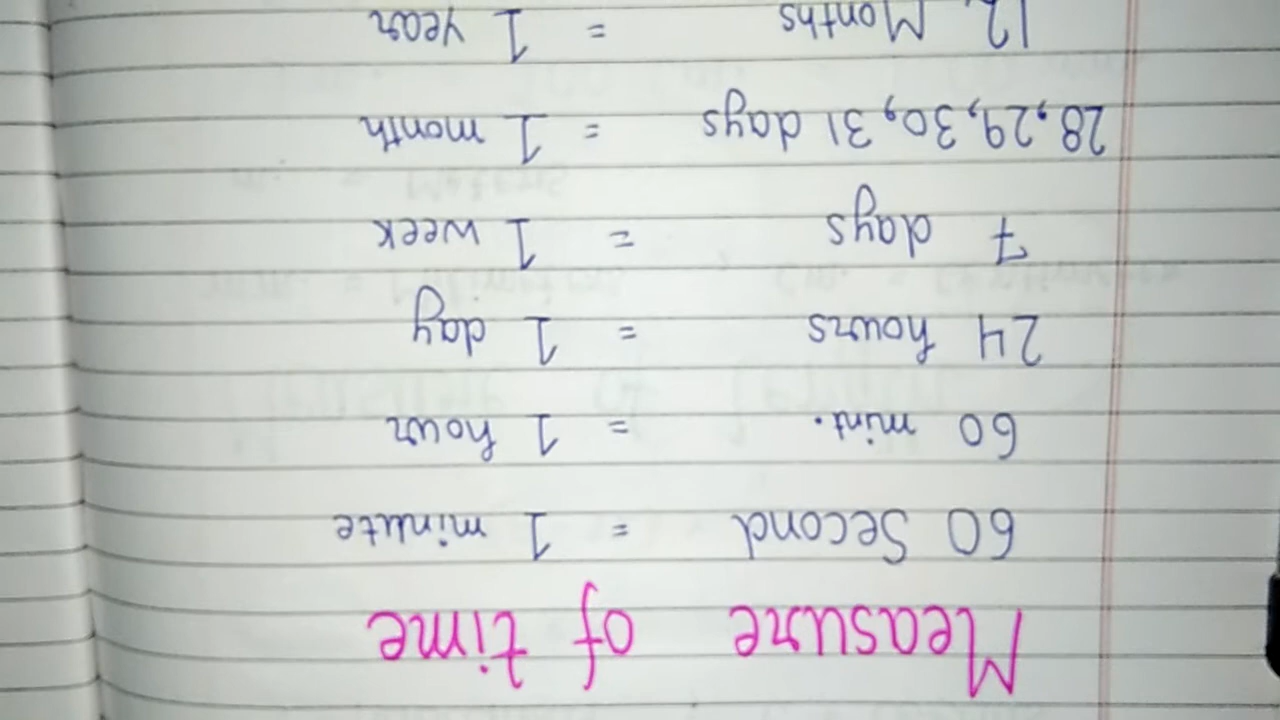 Measure of time
60 Second = 1 minute
60 mint. = 1 hour
24 hours = 1 day
7 days = 1 week
28, 29, 30, 31 days = 1 month
12 Months = 1 year